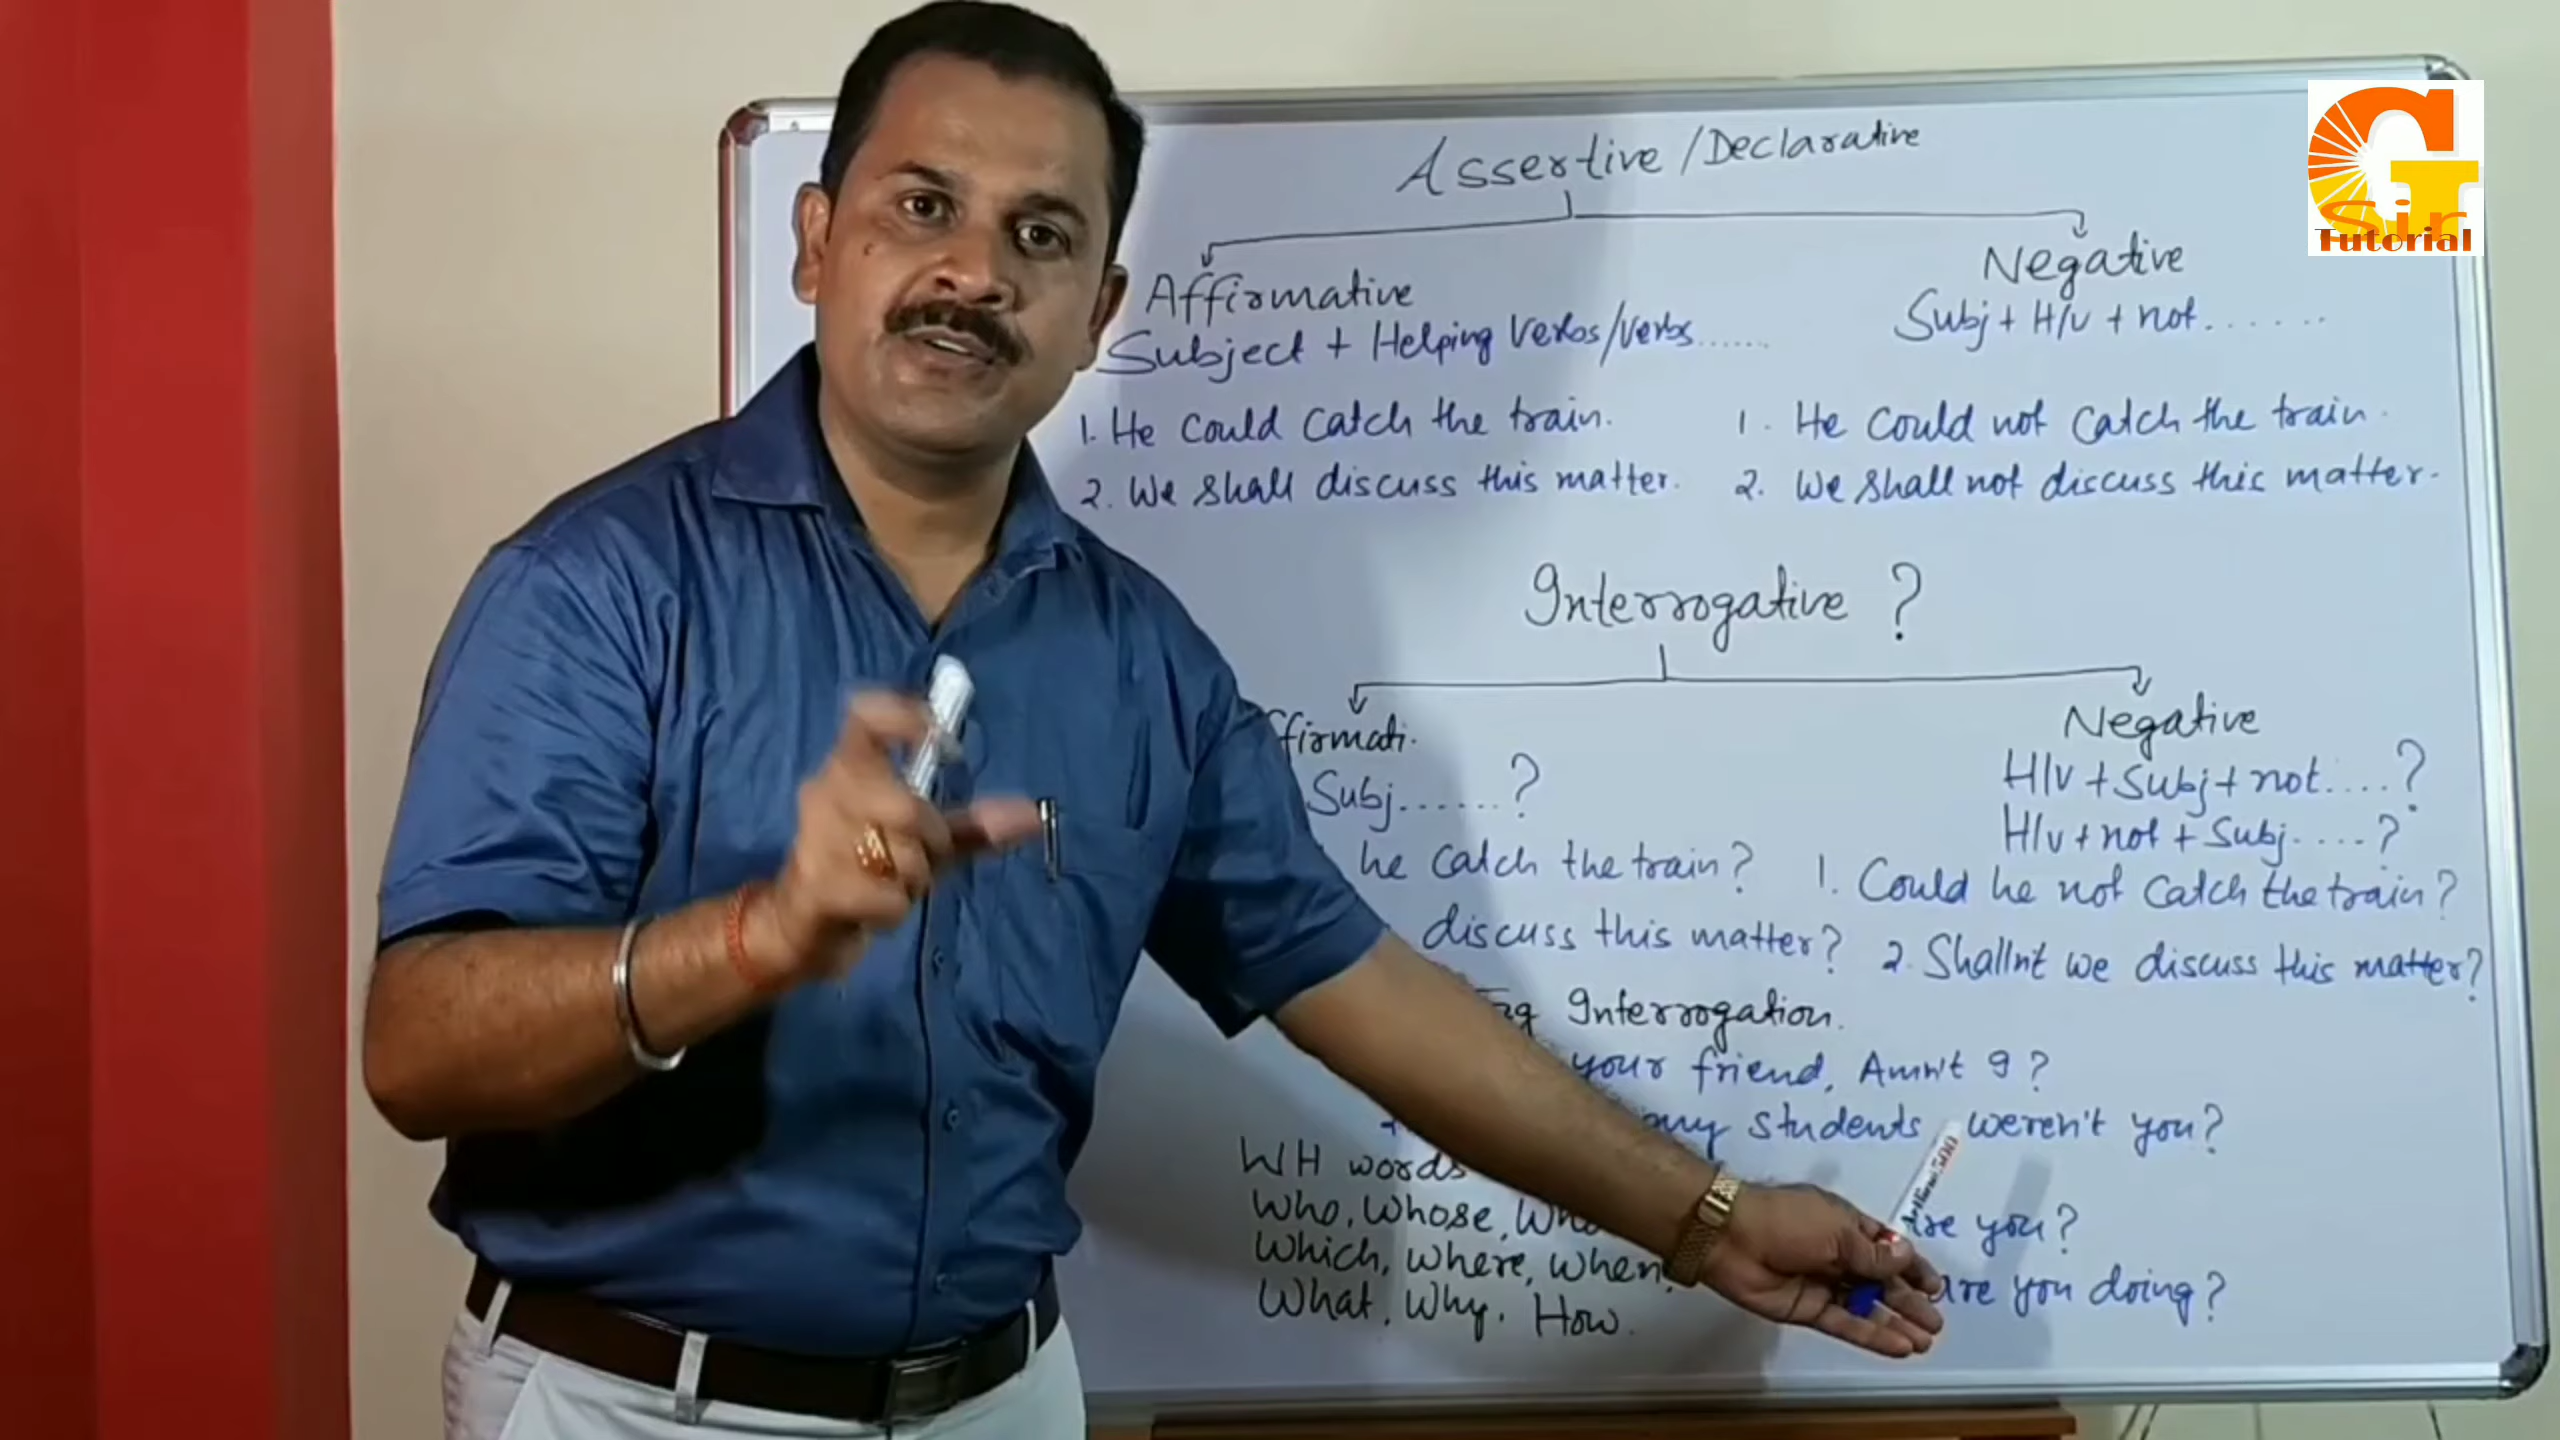 Assertive / Declarative
Affirmative
Negative
Subject + Helping Verbs/Verbs......
Subj + H/V + not.......
1. He could catch the train.
1. He could not catch the train.
2. We shall discuss this matter.
2. We shall not discuss this matter.
Interrogative ?
ffirmati.
Negative
Subj......?
H/V + Subj + not....?
H/V + not + Subj.....?
he catch the train?
1. Could he not catch the train?
discuss this matter?
2. Shalln't we discuss this matter?
Interrogation.
your friend, Amn't I?
my students, weren't you?
WH words
Who, Whose,
are you?
Which, Where, When,
are you doing?
What, Why. How.
G T
Sir
Tutorial